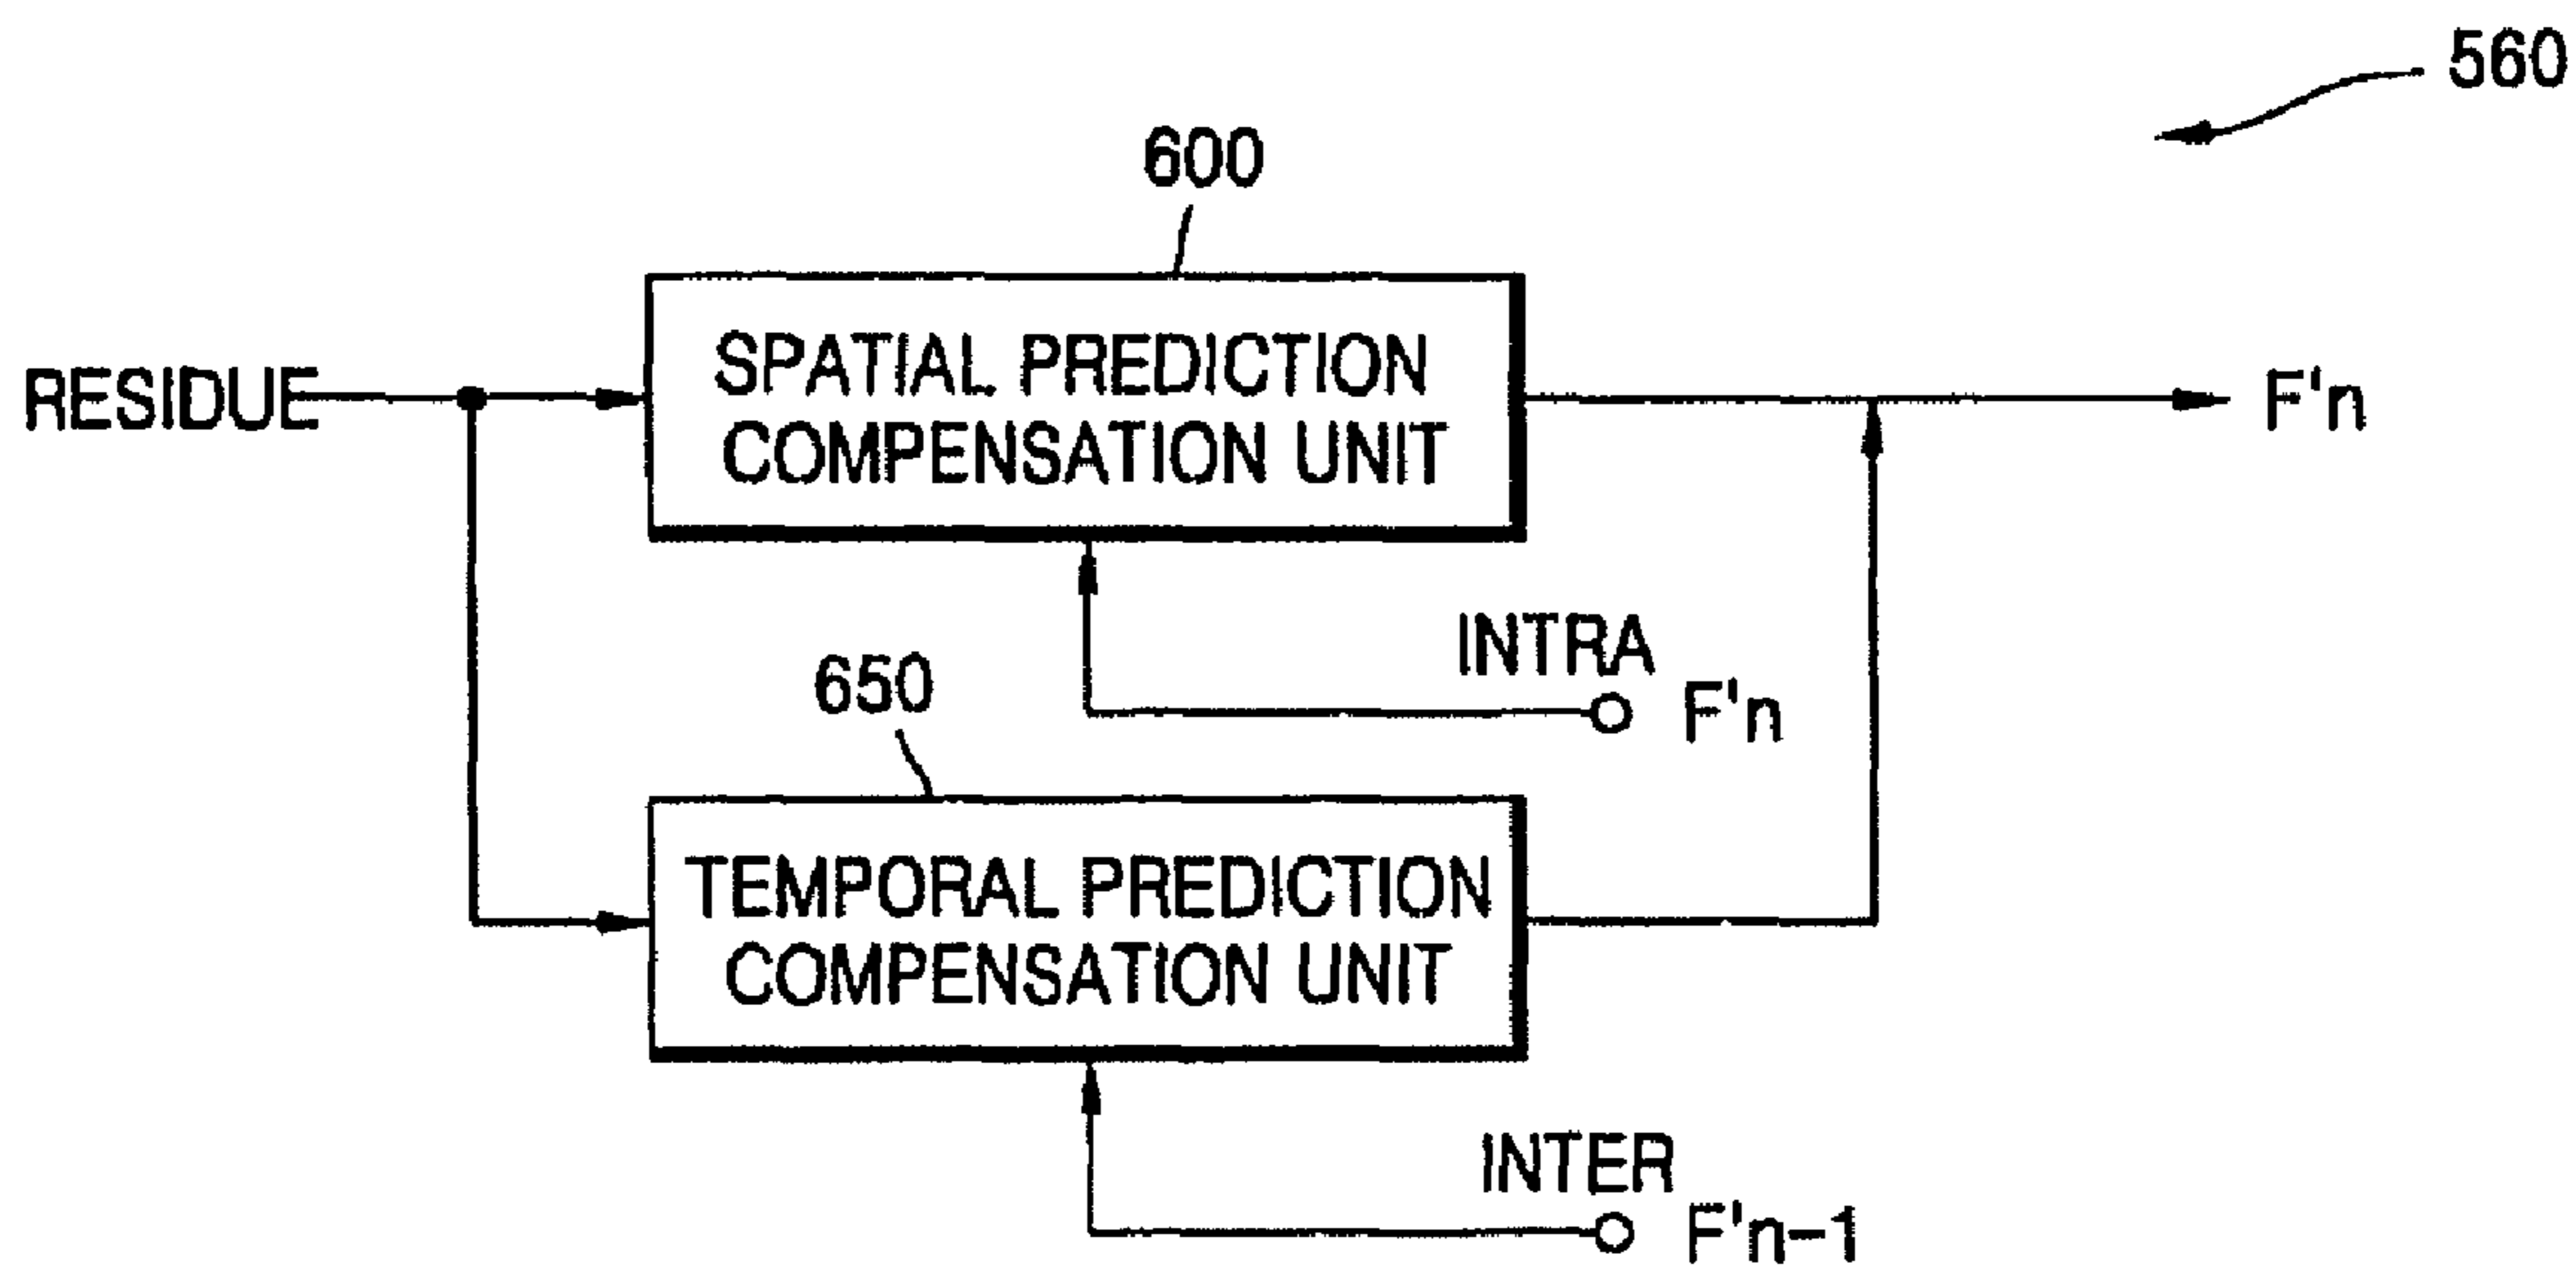 560
600
SPATIAL PREDICTION
COMPENSATION UNIT
RESIDUE
F'n
INTRA
F'n
650
TEMPORAL PREDICTION
COMPENSATION UNIT
INTER
F'n-1